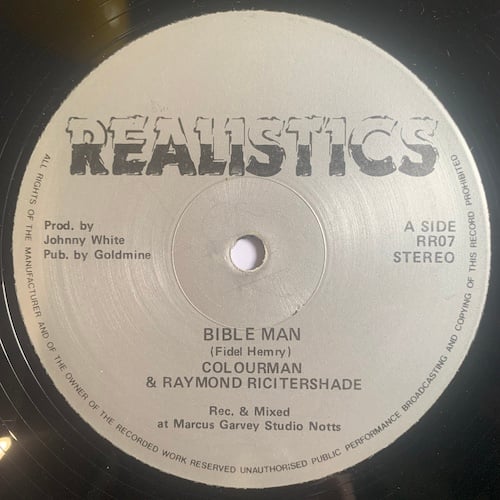 REALISTICS
Prod. by
Johnny White
Pub. by Goldmine
A SIDE
RR07
STEREO
BIBLE MAN
(Fidel Hemry)
COLOURMAN
& RAYMOND RICITERSHADE
Rec. & Mixed
at Marcus Garvey Studio Notts
ALL RIGHTS OF THE MANUFACTURER AND OF THE OWNER OF THE RECORDED WORK RESERVED UNAUTHORISED PUBLIC PERFORMANCE BROADCASTING AND COPYING OF THIS RECORD PROHIBITED